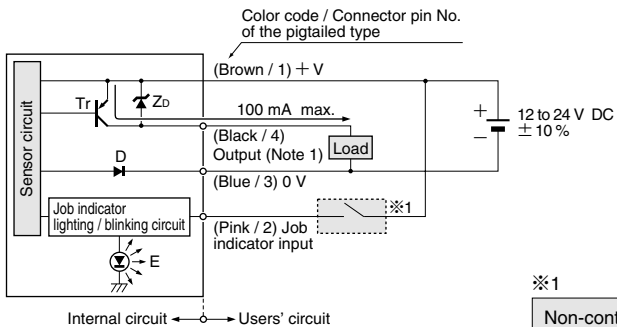 Color code / Connector pin No.
of the pigtailed type
(Brown / 1) + V
Sensor circuit
Tr
ZD
100 mA max.
+
−
12 to 24 V DC
± 10 %
(Black / 4)
Output (Note 1)
Load
D
(Blue / 3) 0 V
Job indicator
lighting / blinking circuit
※1
(Pink / 2) Job
indicator input
E
※1
Internal circuit
Users' circuit